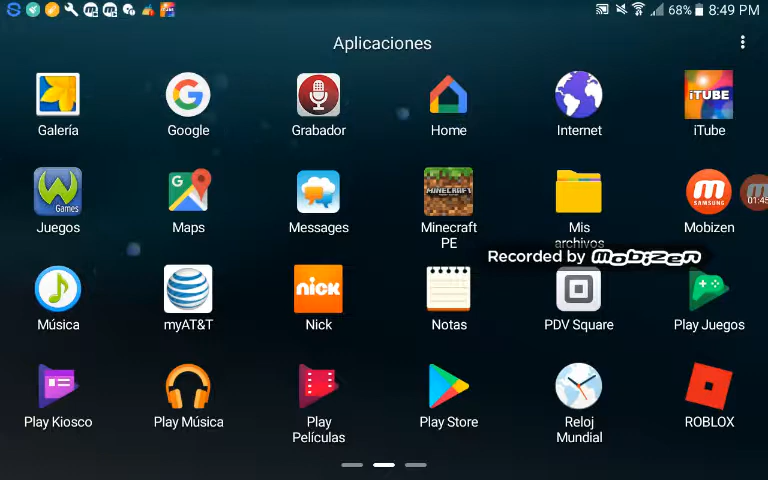 68% 8:49 PM
Aplicaciones
iTUBE
Galería Google Grabador Home Internet iTube
Games
MINECRAFT
SAMSUNG
01:45
Juegos Maps Messages Minecraft PE Mis archivos Mobizen
Recorded by mobizen
nick
Música myAT&T Nick Notas PDV Square Play Juegos
Play Kiosco Play Música Play Películas Play Store Reloj Mundial ROBLOX